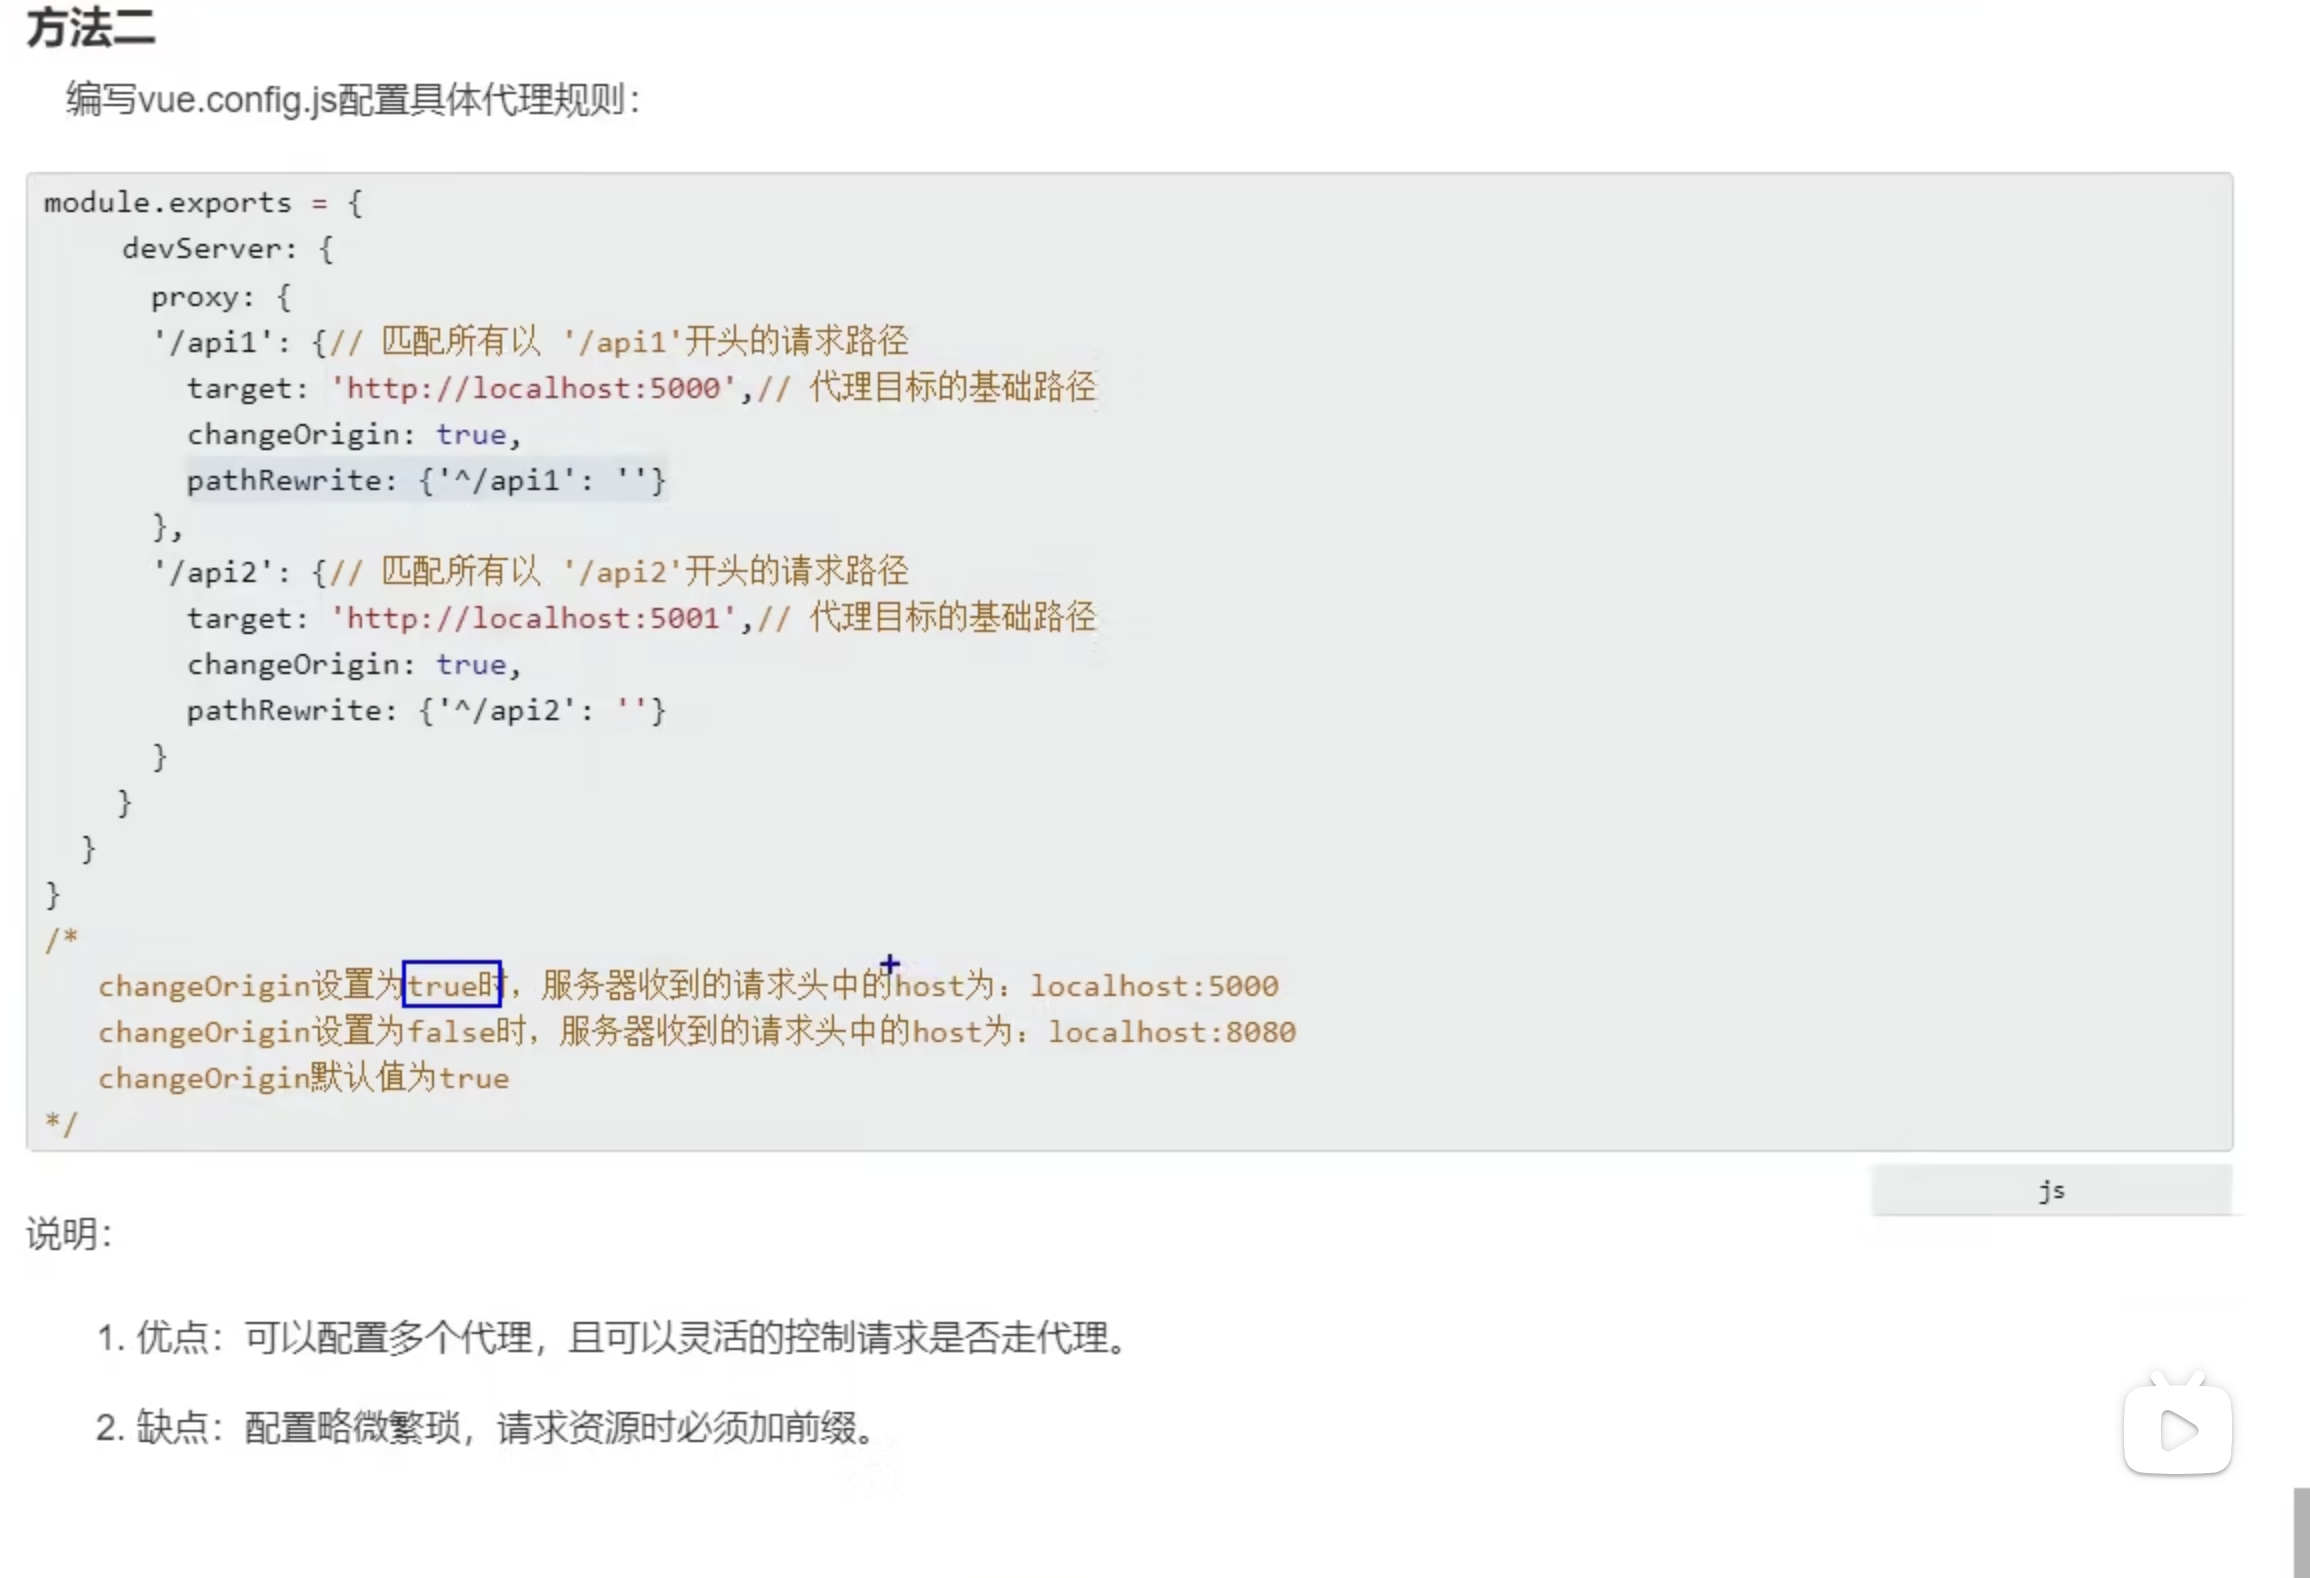 方法二
编写vue.config.js配置具体代理规则：
module.exports = {
devServer: {
proxy: {
'/api1': {// 匹配所有以 '/api1'开头的请求路径
target: 'http://localhost:5000',// 代理目标的基础路径
changeOrigin: true,
pathRewrite: {'^/api1': ''}
},
'/api2': {// 匹配所有以 '/api2'开头的请求路径
target: 'http://localhost:5001',// 代理目标的基础路径
changeOrigin: true,
pathRewrite: {'^/api2': ''}
}
}
}
}
/*
changeOrigin设置为true时，服务器收到的请求头中的host为：localhost:5000
changeOrigin设置为false时，服务器收到的请求头中的host为：localhost:8080
changeOrigin默认值为true
*/
js
说明：
1. 优点：可以配置多个代理，且可以灵活的控制请求是否走代理。
2. 缺点：配置略微繁琐，请求资源时必须加前缀。